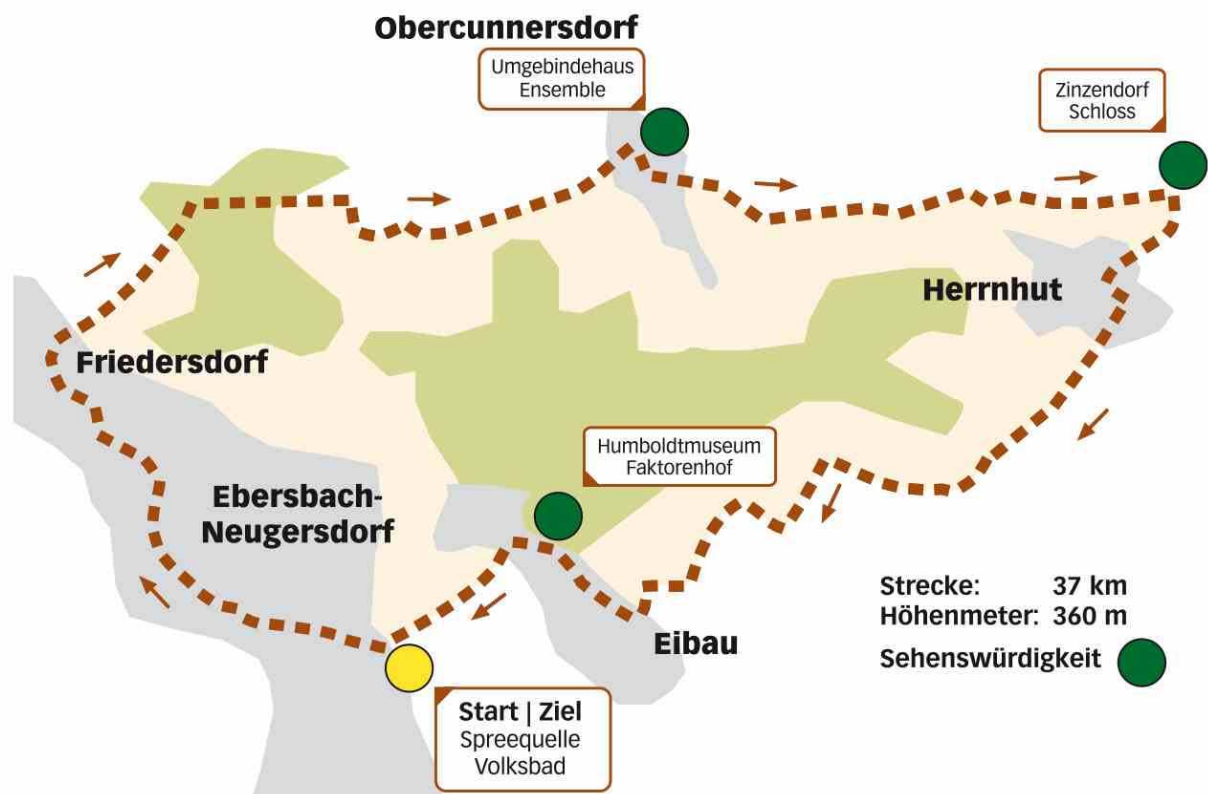 Obercunnersdorf
Umgebindehaus
Ensemble
Zinzendorf
Schloss
Herrnhut
Friedersdorf
Humboldtmuseum
Faktorenhof
Ebersbach-
Neugersdorf
Eibau
Strecke: 37 km
Höhenmeter: 360 m
Sehenswürdigkeit
Start | Ziel
Spreequelle
Volksbad